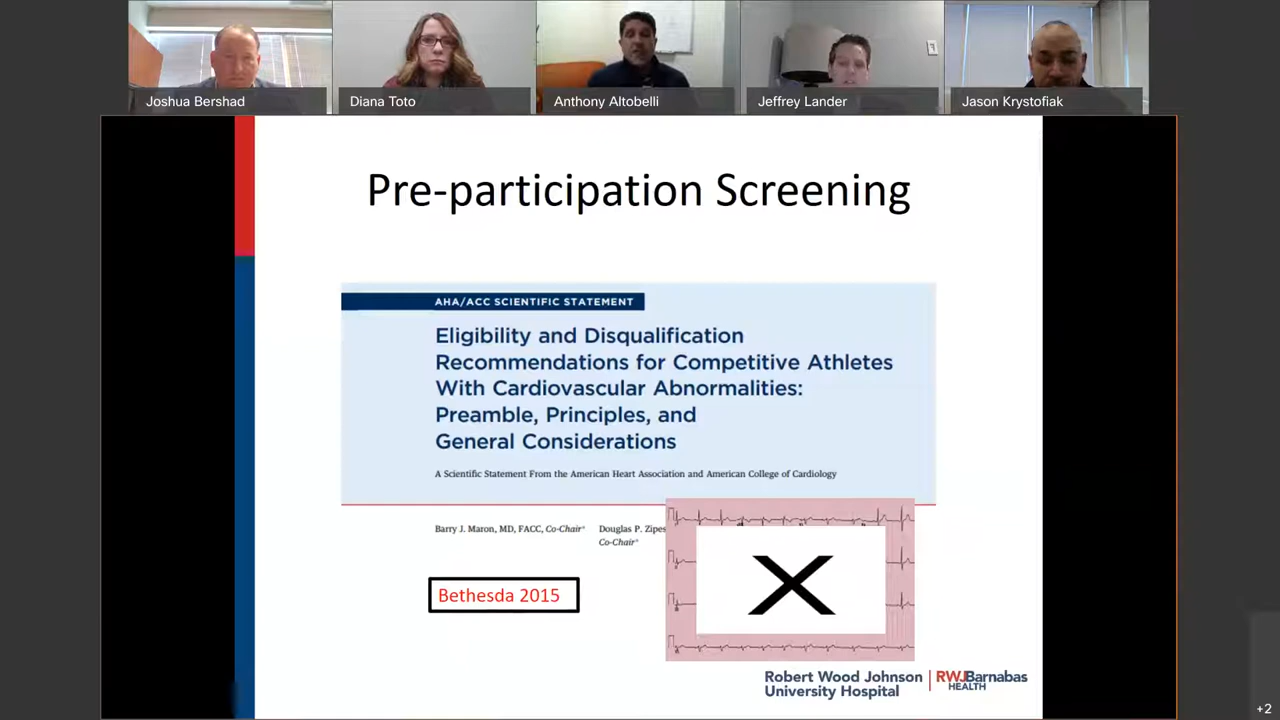 Joshua Bershad
Diana Toto
Anthony Altobelli
Jeffrey Lander
Jason Krystofiak
Pre-participation Screening
AHA/ACC SCIENTIFIC STATEMENT
Eligibility and Disqualification
Recommendations for Competitive Athletes
With Cardiovascular Abnormalities:
Preamble, Principles, and
General Considerations
A Scientific Statement From the American Heart Association and American College of Cardiology
Barry J. Maron, MD, FACC, Co-Chair* Douglas P. Zipes
Co-Chair*
Bethesda 2015
X
Robert Wood Johnson
University Hospital
RWJBarnabas
HEALTH
+2